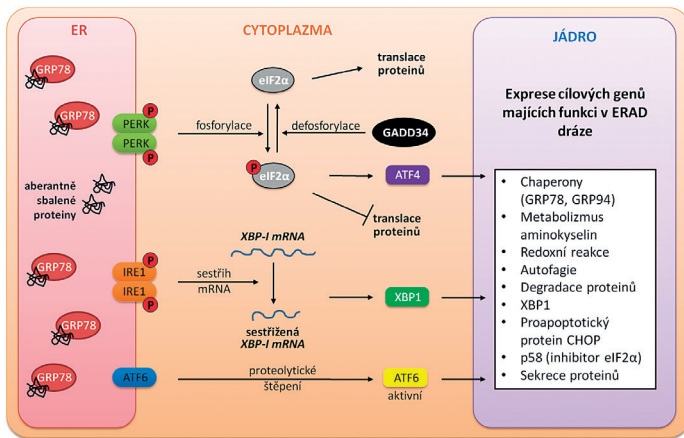 ER
CYTOPLAZMA
JÁDRO
GRP78
GRP78
PERK
PERK
P
P
aberantně
sbalené
proteiny
GRP78
IRE1
IRE1
P
P
GRP78
GRP78
ATF6
eIF2α
translace
proteinů
fosforylace
defosforylace
GADD34
P
eIF2α
ATF4
translace
proteinů
XBP-I mRNA
sestřih
mRNA
sestřižená
XBP-I mRNA
XBP1
proteolytické
štěpení
ATF6
aktivní
Exprese cílových genů
majících funkci v ERAD
dráze
• Chaperony
(GRP78, GRP94)
• Metabolizmus
aminokyselin
• Redoxní reakce
• Autofagie
• Degradace proteinů
• XBP1
• Proapoptotický
protein CHOP
• p58 (inhibitor eIF2α)
• Sekrece proteinů